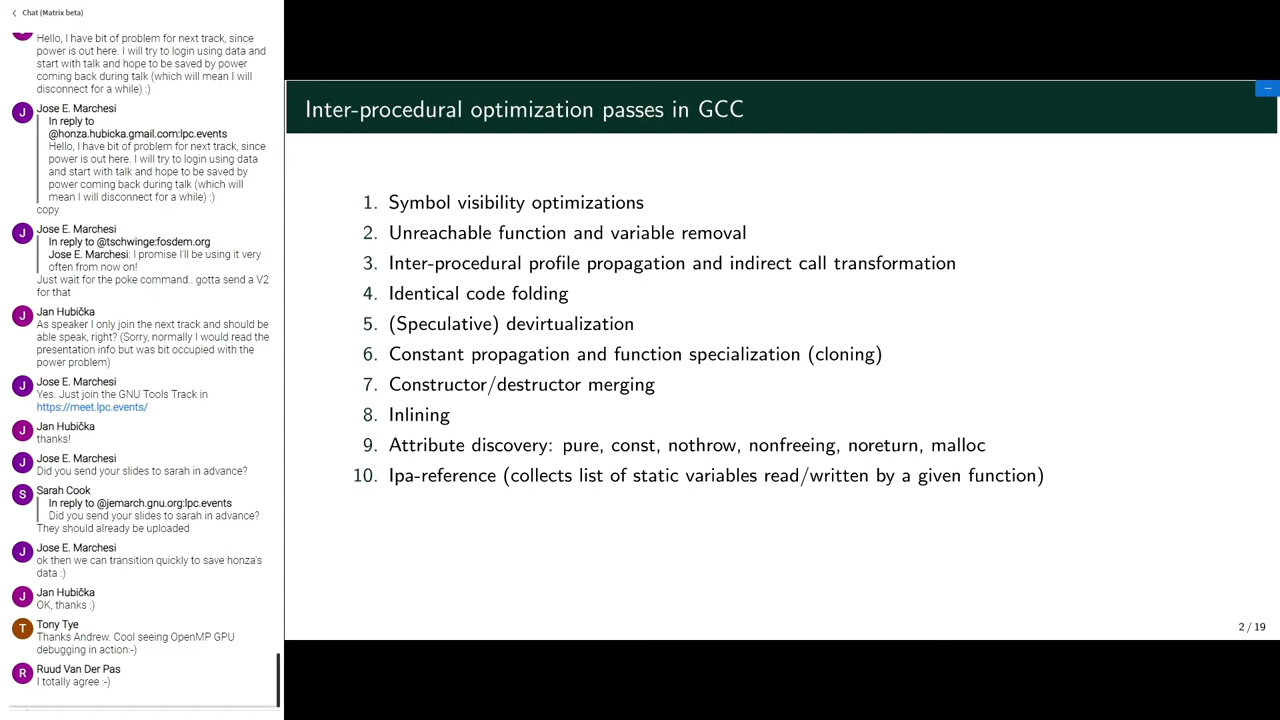 Chat (Matrix beta)
Hello, I have bit of problem for next track, since
power is out here. I will try to login using data and
start with talk and hope to be saved by power
coming back during talk (which will mean I will
disconnect for a while) :)
J
Jose E. Marchesi
In reply to
@honza.hubicka.gmail.com:lpc.events
Hello, I have bit of problem for next track, since
power is out here. I will try to login using data
and start with talk and hope to be saved by
power coming back during talk (which will
mean I will disconnect for a while) :)
copy
J
Jose E. Marchesi
In reply to @tschwinge:fosdem.org
Jose E. Marchesi: I promise I'll be using it very
often from now on!
Just wait for the poke command.. gotta send a V2
for that
J
Jan Hubička
As speaker I only join the next track and should be
able speak, right? (Sorry, normally I would read the
presentation info but was bit occupied with the
power problem)
J
Jose E. Marchesi
Yes. Just join the GNU Tools Track in
https://meet.lpc.events/
J
Jan Hubička
thanks!
J
Jose E. Marchesi
Did you send your slides to sarah in advance?
S
Sarah Cook
In reply to @jemarch.gnu.org:lpc.events
Did you send your slides to sarah in advance?
They should already be uploaded
J
Jose E. Marchesi
ok then we can transition quickly to save honza's
data :)
J
Jan Hubička
OK, thanks :)
T
Tony Tye
Thanks Andrew. Cool seeing OpenMP GPU
debugging in action:-)
R
Ruud Van Der Pas
I totally agree :-)
Inter-procedural optimization passes in GCC
1. Symbol visibility optimizations
2. Unreachable function and variable removal
3. Inter-procedural profile propagation and indirect call transformation
4. Identical code folding
5. (Speculative) devirtualization
6. Constant propagation and function specialization (cloning)
7. Constructor/destructor merging
8. Inlining
9. Attribute discovery: pure, const, nothrow, nonfreeing, noreturn, malloc
10. Ipa-reference (collects list of static variables read/written by a given function)
2 / 19